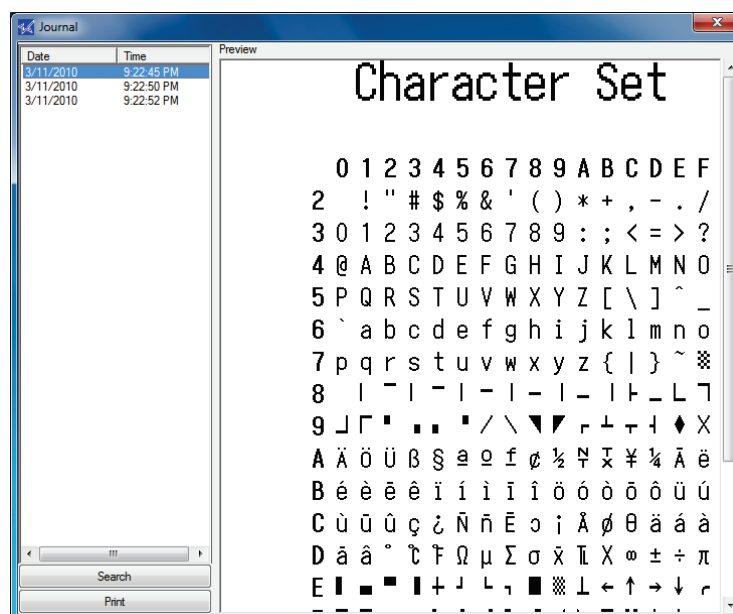 Journal
Date Time
3/11/2010 9:22:45 PM
3/11/2010 9:22:50 PM
3/11/2010 9:22:52 PM
Search
Print
Preview
Character Set
0 1 2 3 4 5 6 7 8 9 A B C D E F
2 ! " # $ % & ' ( ) * + , - . /
3 0 1 2 3 4 5 6 7 8 9 : ; < = > ?
4 @ A B C D E F G H I J K L M N O
5 P Q R S T U V W X Y Z [ \ ] ^ _
6 ` a b c d e f g h i j k l m n o
7 p q r s t u v w x y z { | } ~ ▒
8
9 ┘ ╱ ╲ ◥ ◤ ┌ ┴ ┬ ┤ ♦ ╳
A Ä Ö Ü ß § ª º ¢ ½ ¥ ¼ Ā ë
B é è ē ê ï í ì ī î ö ó ò ō ô ü ú
C ù ū û ç ¿ Ñ ñ Ē ɔ ¡ Å ø θ ä á à
D ā â ° ℃ ℉ Ω µ Σ σ x̄ X ∞ ± ÷ π
E ■ ▒ ⊥ ← ↑ → ↓